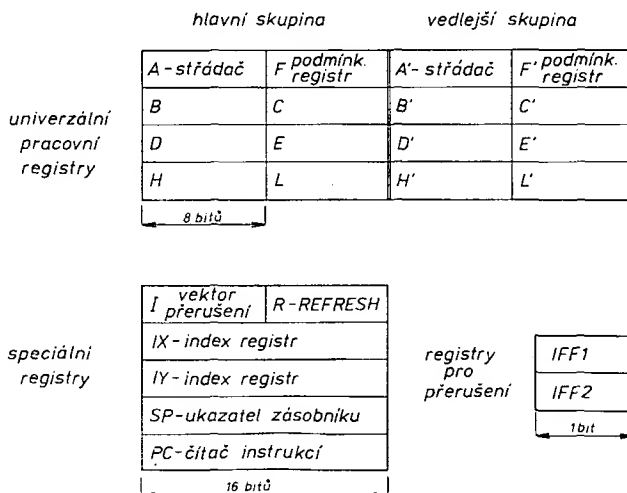 hlavní skupina vedlejší skupina
A-střádač F podmínk. registr A'- střádač F' podmínk. registr
B C B' C'
univerzální pracovní registry
D E D' E'
H L H' L'
8 bitů
I vektor přerušení R-REFRESH
IX-index registr
speciální registry
IY-index registr
SP-ukazatel zásobníku
PC-čítač instrukcí
16 bitů
registry pro přerušení
IFF1
IFF2
1bit